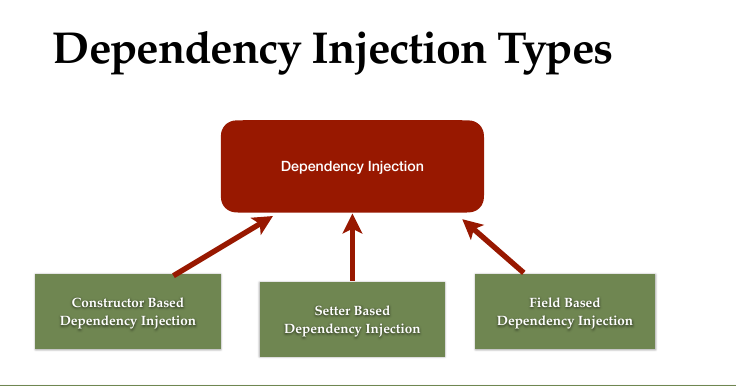 Dependency Injection Types
Dependency Injection
Constructor Based
Dependency Injection
Setter Based
Dependency Injection
Field Based
Dependency Injection